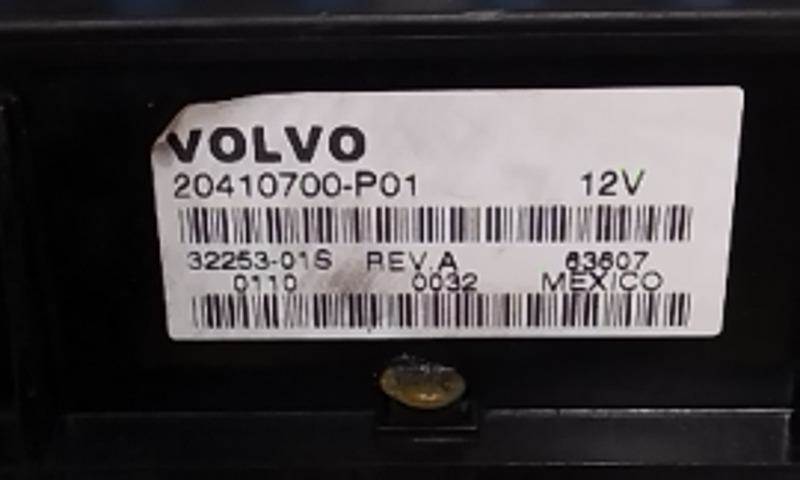 VOLVO
20410700-P01 12V
32253-01S REV.A 63607
0110 0032 MEXICO